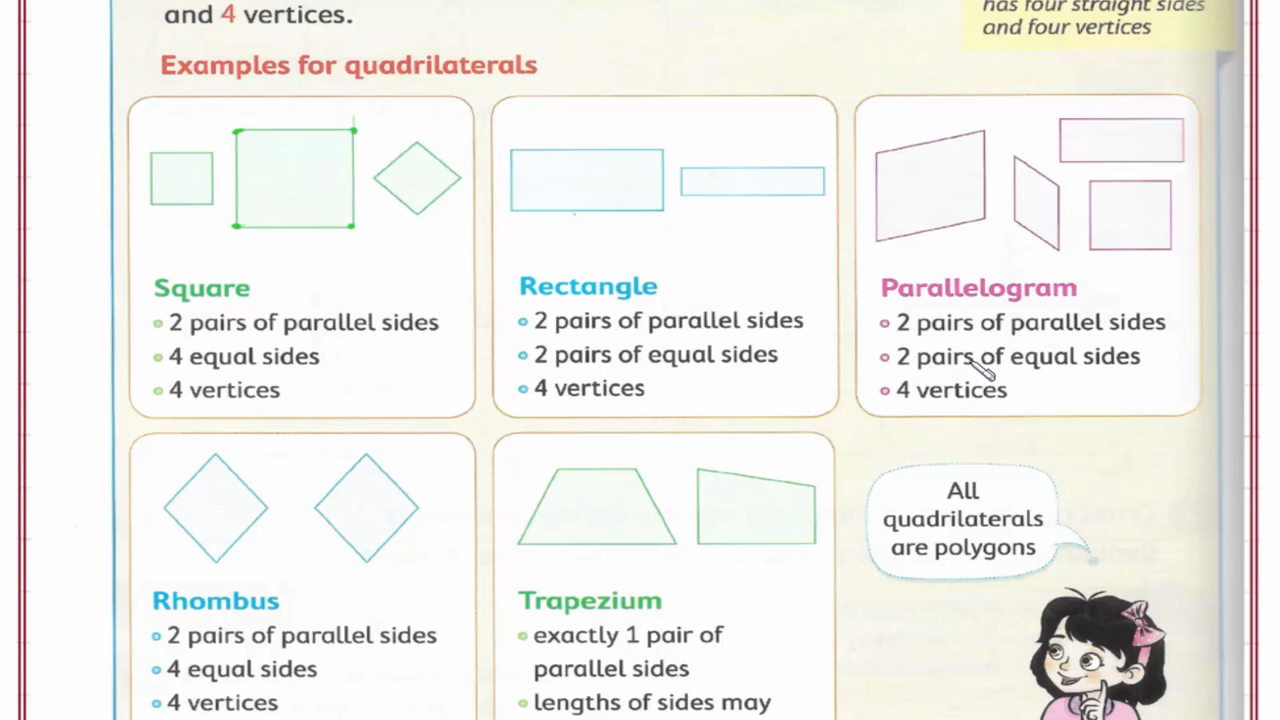 and 4 vertices.
has four straight sides
and four vertices
Examples for quadrilaterals
Square
2 pairs of parallel sides
4 equal sides
4 vertices
Rectangle
2 pairs of parallel sides
2 pairs of equal sides
4 vertices
Parallelogram
2 pairs of parallel sides
2 pairs of equal sides
4 vertices
Rhombus
2 pairs of parallel sides
4 equal sides
4 vertices
Trapezium
exactly 1 pair of
parallel sides
lengths of sides may
All
quadrilaterals
are polygons